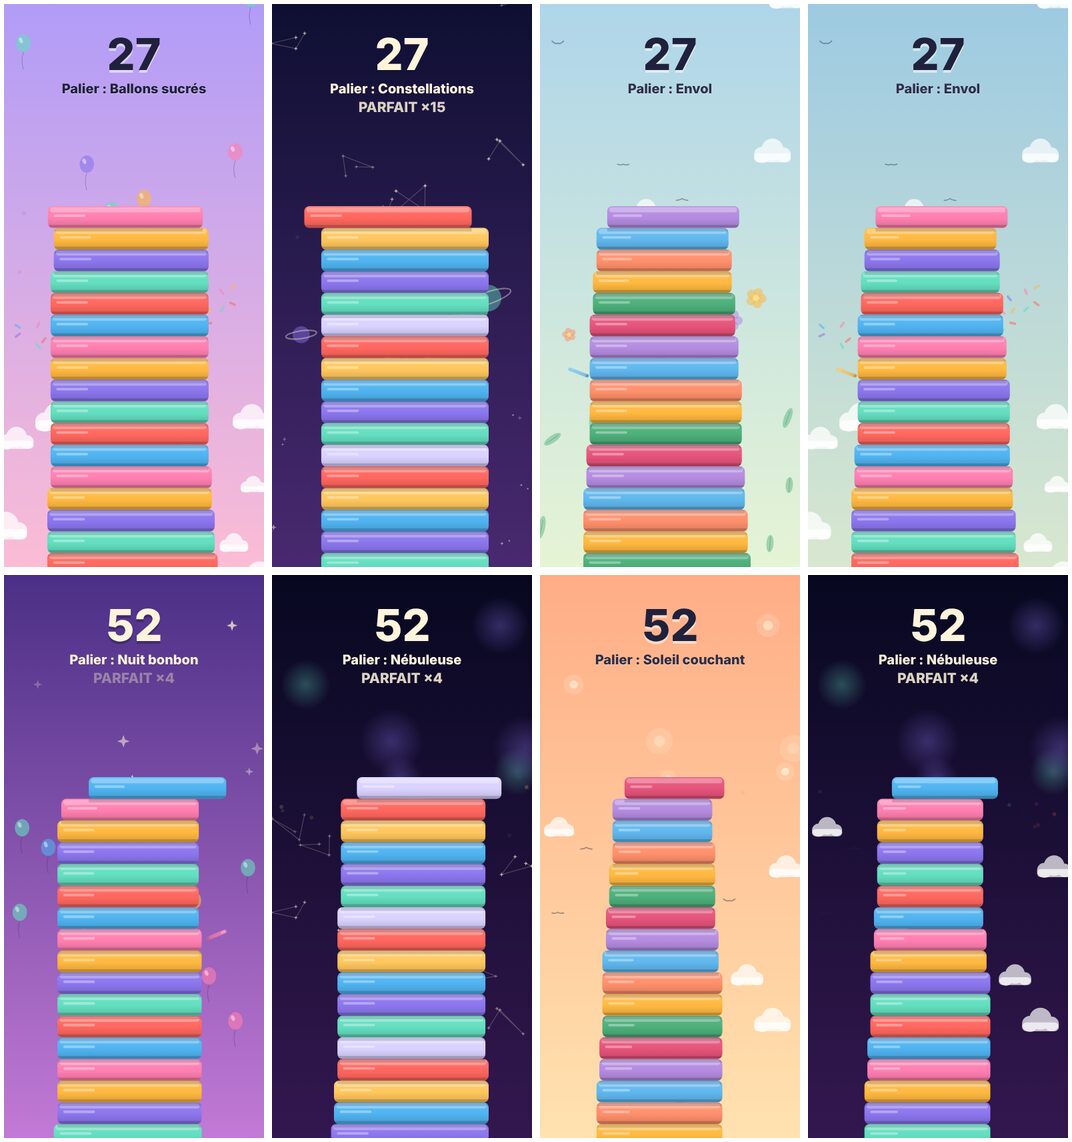 27
Palier : Ballons sucrés
27
Palier : Constellations
PARFAIT ×15
27
Palier : Envol
27
Palier : Envol
52
Palier : Nuit bonbon
PARFAIT ×4
52
Palier : Nébuleuse
PARFAIT ×4
52
Palier : Soleil couchant
52
Palier : Nébuleuse
PARFAIT ×4